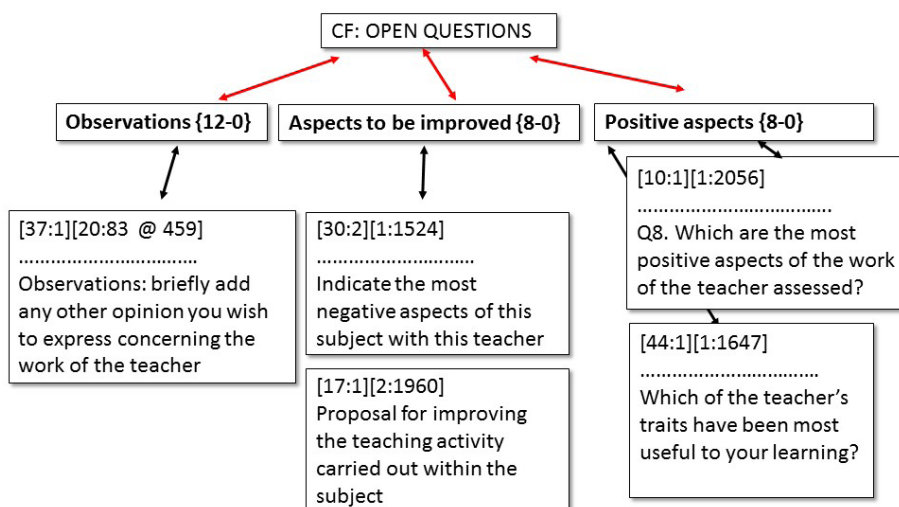 CF: OPEN QUESTIONS
Observations {12-0}
Aspects to be improved {8-0}
Positive aspects {8-0}
[37:1][20:83 @ 459]
..................................
Observations: briefly add
any other opinion you wish
to express concerning the
work of the teacher
[30:2][1:1524]
..............................
Indicate the most
negative aspects of this
subject with this teacher
[17:1][2:1960]
Proposal for improving
the teaching activity
carried out within the
subject
[10:1][1:2056]
.....................................
Q8. Which are the most
positive aspects of the work
of the teacher assessed?
[44:1][1:1647]
..................................
Which of the teacher's
traits have been most
useful to your learning?